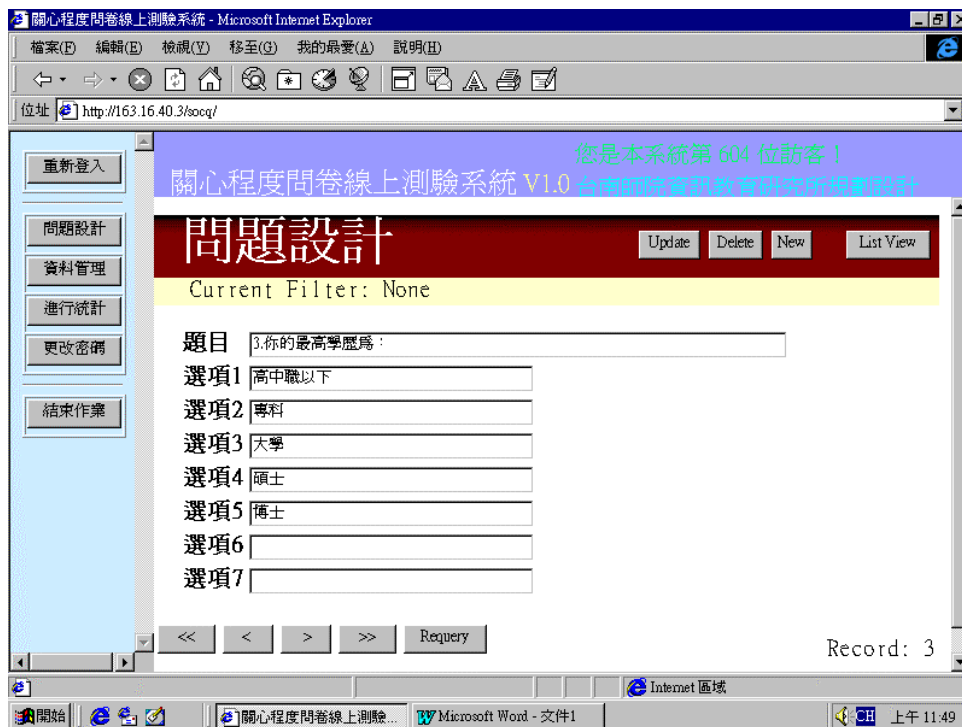 關心程度問卷線上測驗系統 - Microsoft Internet Explorer
檔案(F) 編輯(E) 檢視(V) 移至(G) 我的最愛(A) 說明(H)
位址 http://163.16.40.3/socq/
重新登入
問題設計
資料管理
進行統計
更改密碼
結束作業
您是本系統第 604 位訪客！
關心程度問卷線上測驗系統 V1.0 台南師院資訊教育研究所規劃設計
問題設計 Update Delete New List View
Current Filter: None
題目 3.你的最高學歷為：
選項1 高中職以下
選項2 專科
選項3 大學
選項4 碩士
選項5 博士
選項6
選項7
<< < > >> Requery
Record: 3
Internet 區域
開始 關心程度問卷線上測驗... Microsoft Word - 文件1 CH 上午 11:49